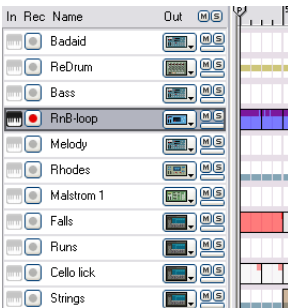 In Rec Name Out M S
Badaid M S
ReDrum M S
Bass M S
RnB-loop M S
Melody M S
Rhodes M S
Malstrom 1 M S
Falls M S
Runs M S
Cello lick M S
Strings M S